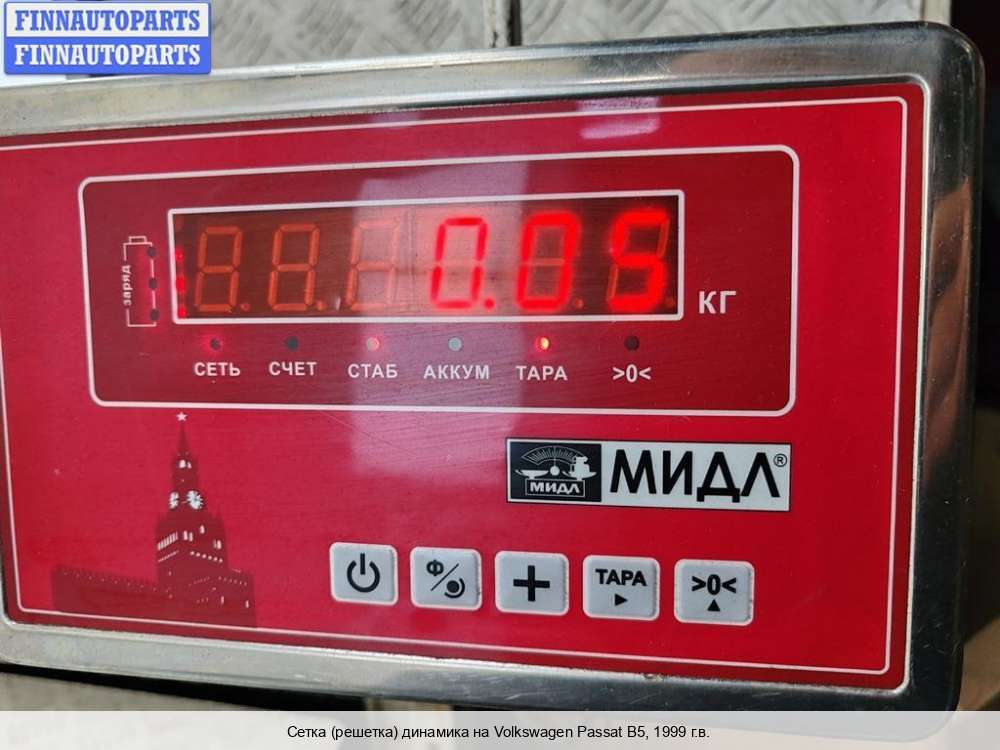 FINNAUTOPARTS
FINNAUTOPARTS
заряд
0.05
КГ
СЕТЬ СЧЕТ СТАБ АККУМ ТАРА >0<
МИДЛ МИДЛ®
Ф ТАРА >0<
Сетка (решетка) динамика на Volkswagen Passat B5, 1999 г.в.